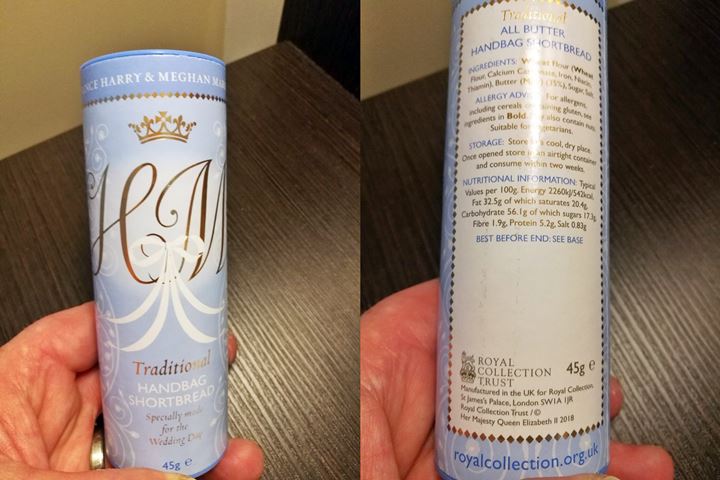 NCE HARRY & MEGHAN MAR
HM
Traditional
HANDBAG
SHORTBREAD
Specially made
for the
Wedding Day
45g e
Traditional
ALL BUTTER
HANDBAG SHORTBREAD
INGREDIENTS: Wheat Flour (Wheat
Flour, Calcium Carbonate, Iron, Niacin,
Thiamin), Butter (Milk) (35%), Sugar, Salt.
ALLERGY ADVICE: For allergens,
including cereals containing gluten, see
ingredients in Bold. May also contain nuts.
Suitable for vegetarians.
STORAGE: Store in a cool, dry place.
Once opened store in an airtight container
and consume within two weeks.
NUTRITIONAL INFORMATION: Typical
Values per 100g. Energy 2260kJ/542kcal,
Fat 32.5g of which saturates 20.4g,
Carbohydrate 56.1g of which sugars 17.3g,
Fibre 1.9g, Protein 5.2g, Salt 0.83g
BEST BEFORE END: SEE BASE
ROYAL
COLLECTION
TRUST
45g e
Manufactured in the UK for Royal Collection,
St James's Palace, London SW1A 1JR
Royal Collection Trust / ©
Her Majesty Queen Elizabeth II 2018
royalcollection.org.uk